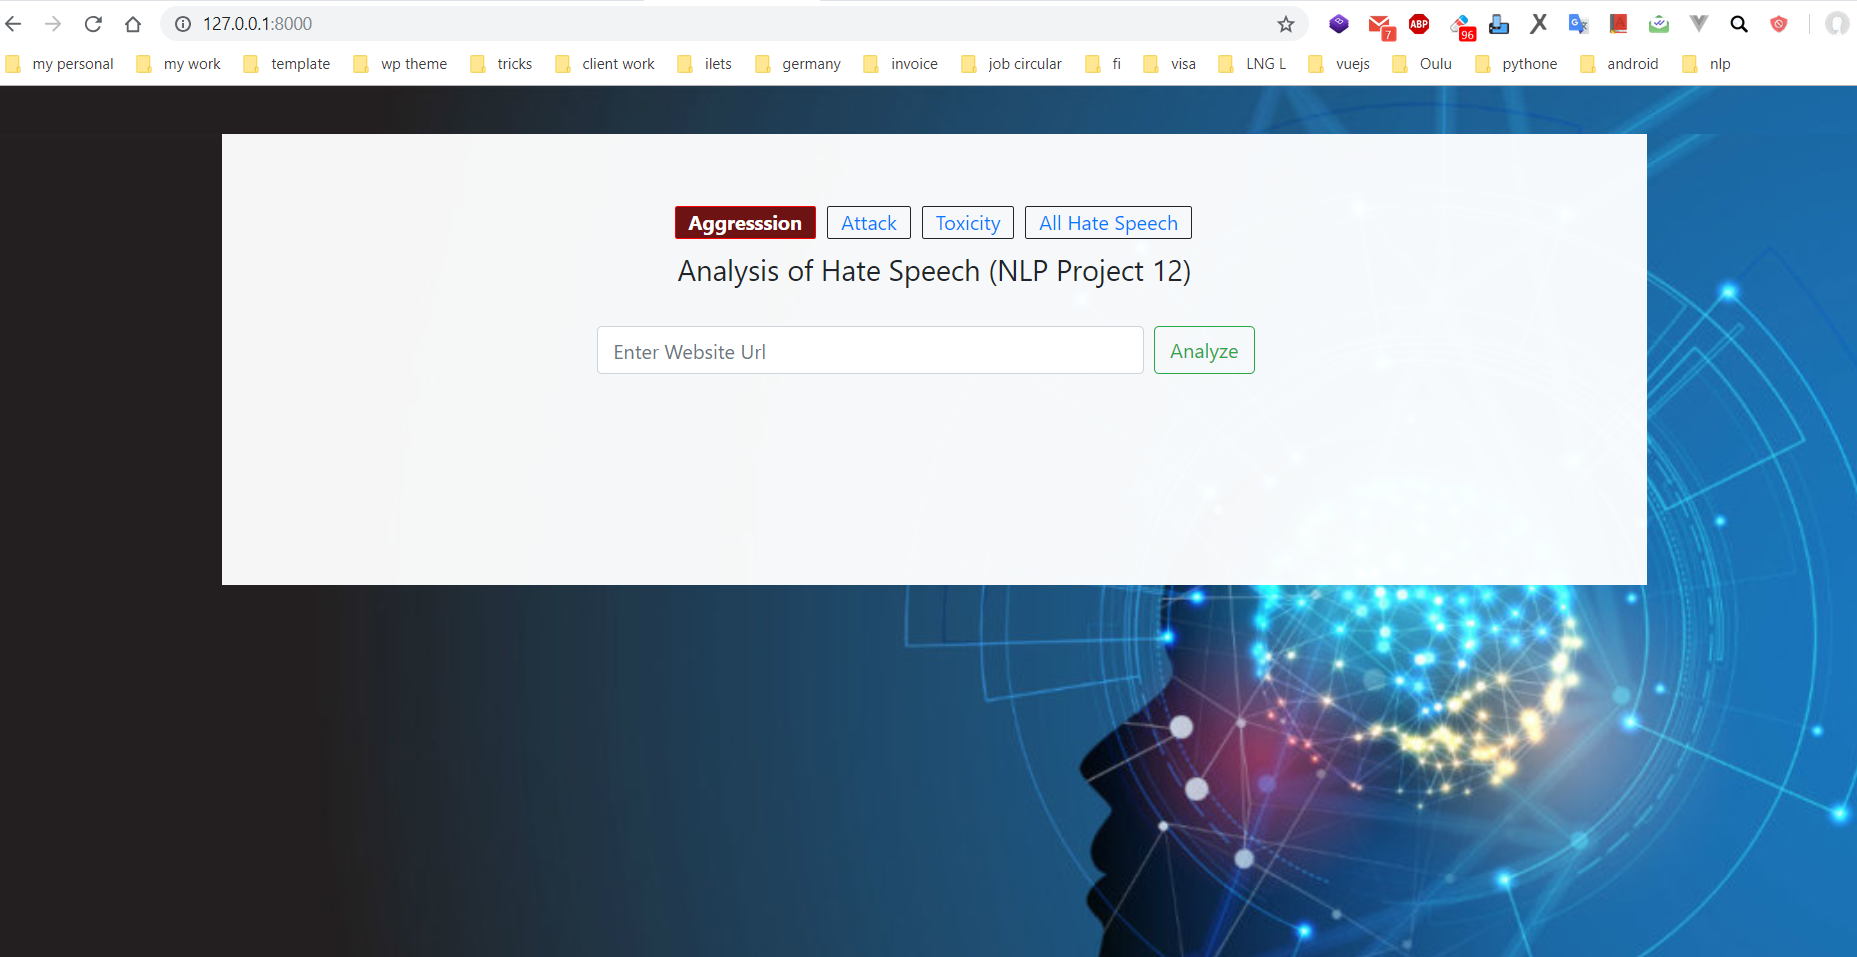 127.0.0.1:8000
7 ABP 96 X G A
my personal my work template wp theme tricks client work ilets germany invoice job circular fi visa LNG L vuejs Oulu pythone android nlp
Aggresssion Attack Toxicity All Hate Speech
Analysis of Hate Speech (NLP Project 12)
Enter Website Url Analyze